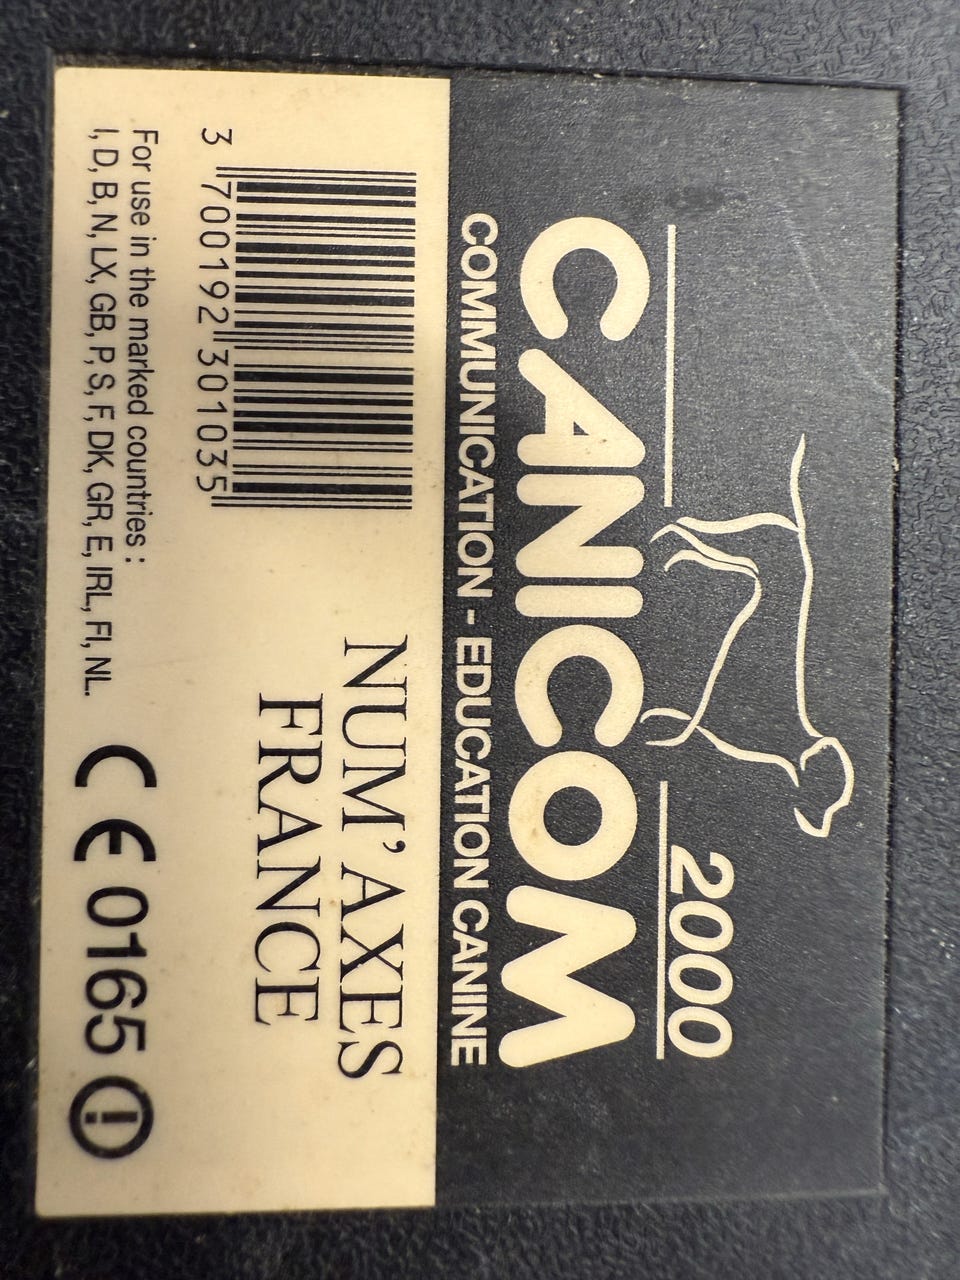 2000
CANICOM
COMMUNICATION - EDUCATION CANINE
3 700192 301035
NUM' AXES
FRANCE
For use in the marked countries :
I, D, B, N, LX, GB, P, S, F, DK, GR, E, IRL, FI, NL.
CE 0165